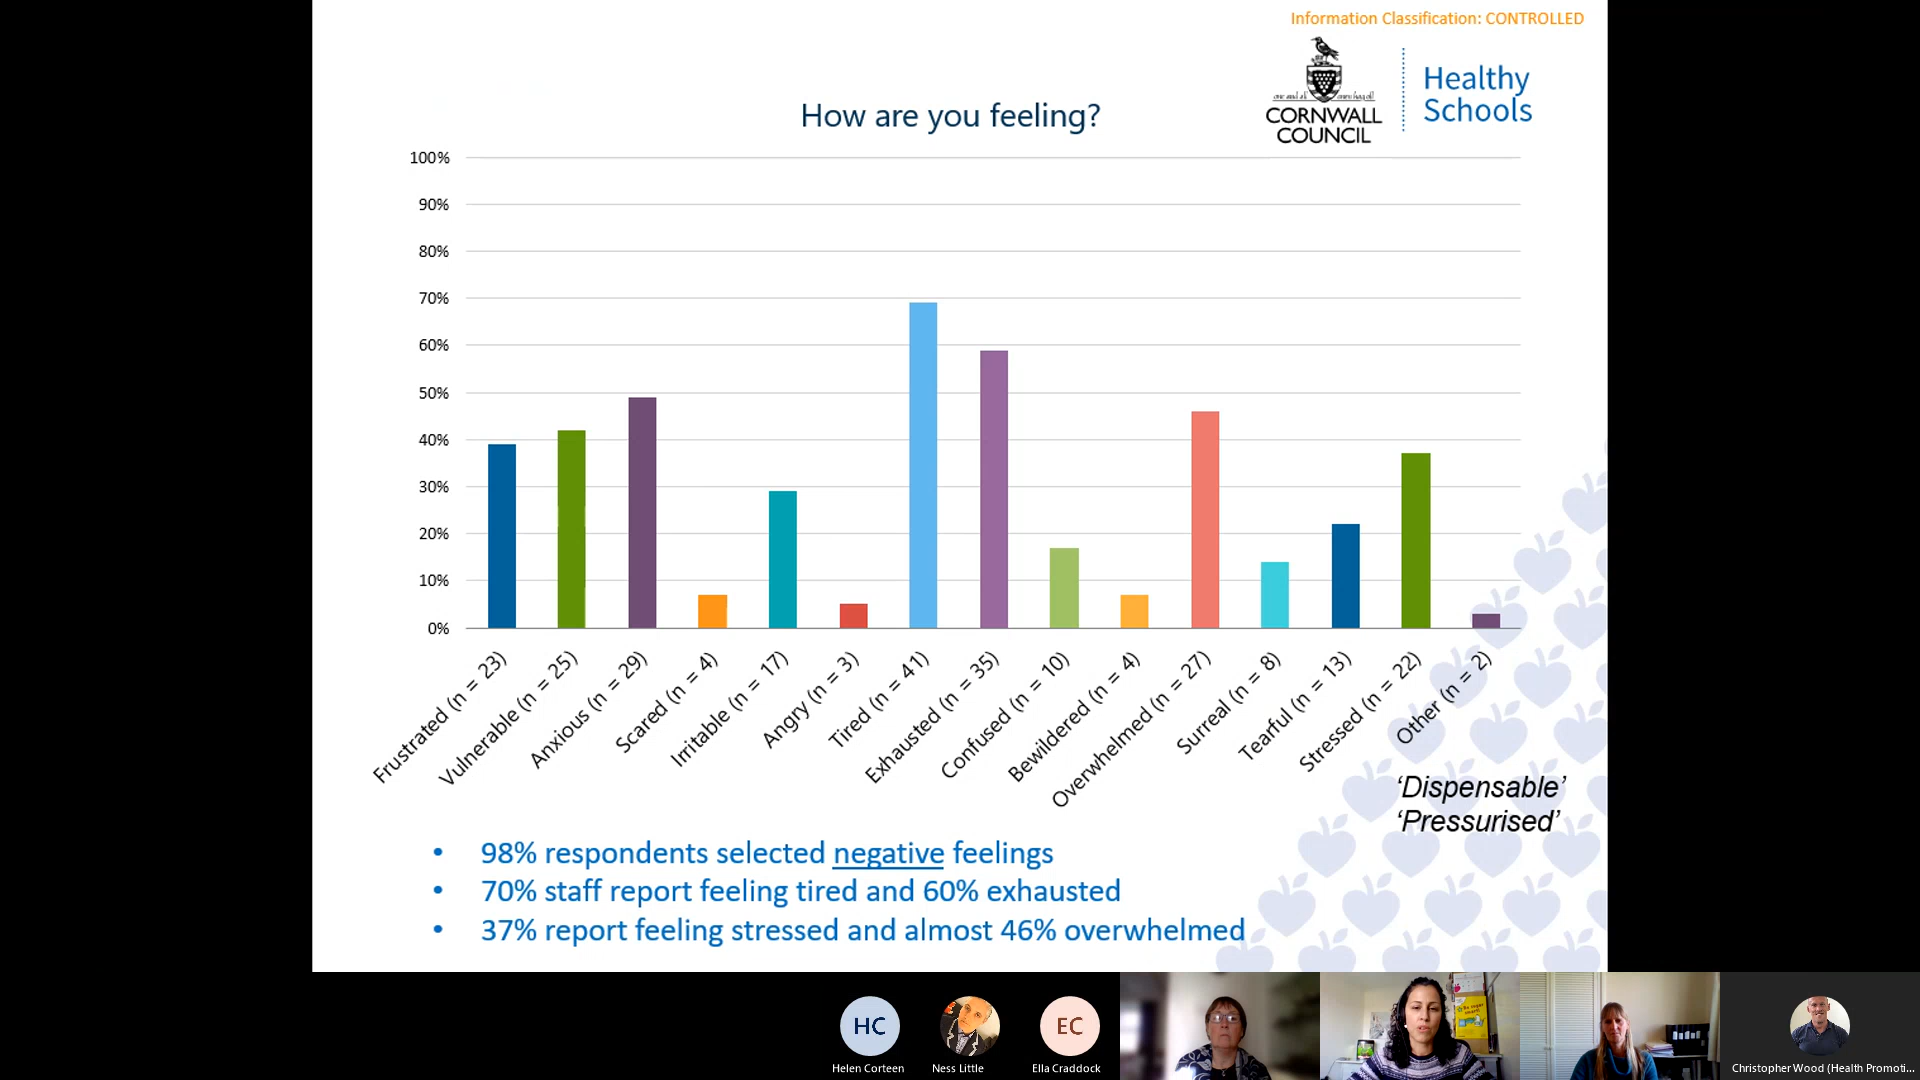 Information Classification: CONTROLLED
CORNWALL
COUNCIL
Healthy
Schools
How are you feeling?
100%
90%
80%
70%
60%
50%
40%
30%
20%
10%
0%
Frustrated (n = 23)
Vulnerable (n = 25)
Anxious (n = 29)
Scared (n = 4)
Irritable (n = 17)
Angry (n = 3)
Tired (n = 41)
Exhausted (n = 35)
Confused (n = 10)
Bewildered (n = 4)
Overwhelmed (n = 27)
Surreal (n = 8)
Tearful (n = 13)
Stressed (n = 22)
Other (n = 2)
‘Dispensable’
‘Pressurised’
• 98% respondents selected negative feelings
• 70% staff report feeling tired and 60% exhausted
• 37% report feeling stressed and almost 46% overwhelmed
HC
EC
Helen Corteen
Ness Little
Ella Craddock
Christopher Wood (Health Promoti...